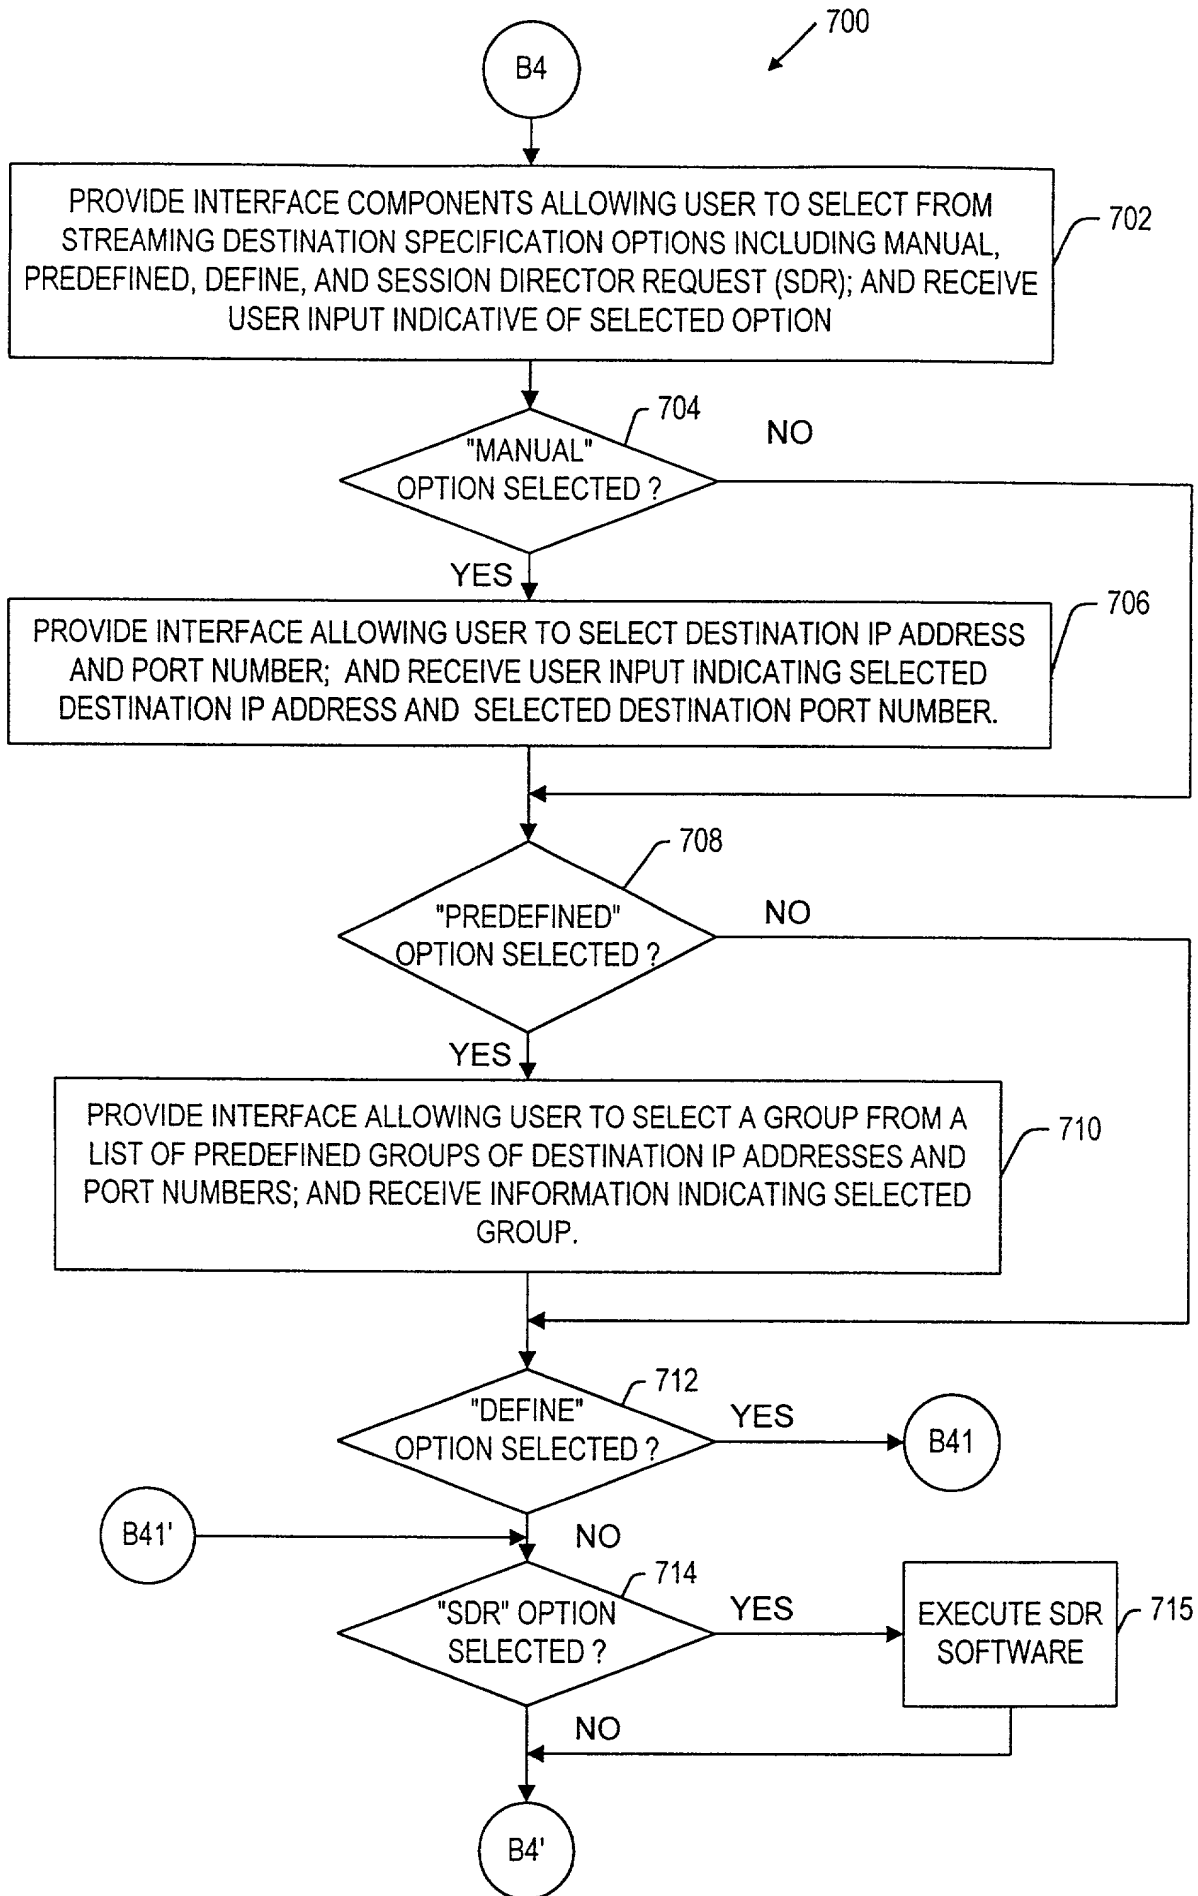 700
B4
PROVIDE INTERFACE COMPONENTS ALLOWING USER TO SELECT FROM
STREAMING DESTINATION SPECIFICATION OPTIONS INCLUDING MANUAL,
PREDEFINED, DEFINE, AND SESSION DIRECTOR REQUEST (SDR); AND RECEIVE
USER INPUT INDICATIVE OF SELECTED OPTION
702
704
"MANUAL"
OPTION SELECTED ?
NO
YES
PROVIDE INTERFACE ALLOWING USER TO SELECT DESTINATION IP ADDRESS
AND PORT NUMBER; AND RECEIVE USER INPUT INDICATING SELECTED
DESTINATION IP ADDRESS AND SELECTED DESTINATION PORT NUMBER.
706
708
"PREDEFINED"
OPTION SELECTED ?
NO
YES
PROVIDE INTERFACE ALLOWING USER TO SELECT A GROUP FROM A
LIST OF PREDEFINED GROUPS OF DESTINATION IP ADDRESSES AND
PORT NUMBERS; AND RECEIVE INFORMATION INDICATING SELECTED
GROUP.
710
712
"DEFINE"
OPTION SELECTED ?
YES
B41
B41'
NO
714
"SDR" OPTION
SELECTED ?
YES
EXECUTE SDR
SOFTWARE
715
NO
B4'